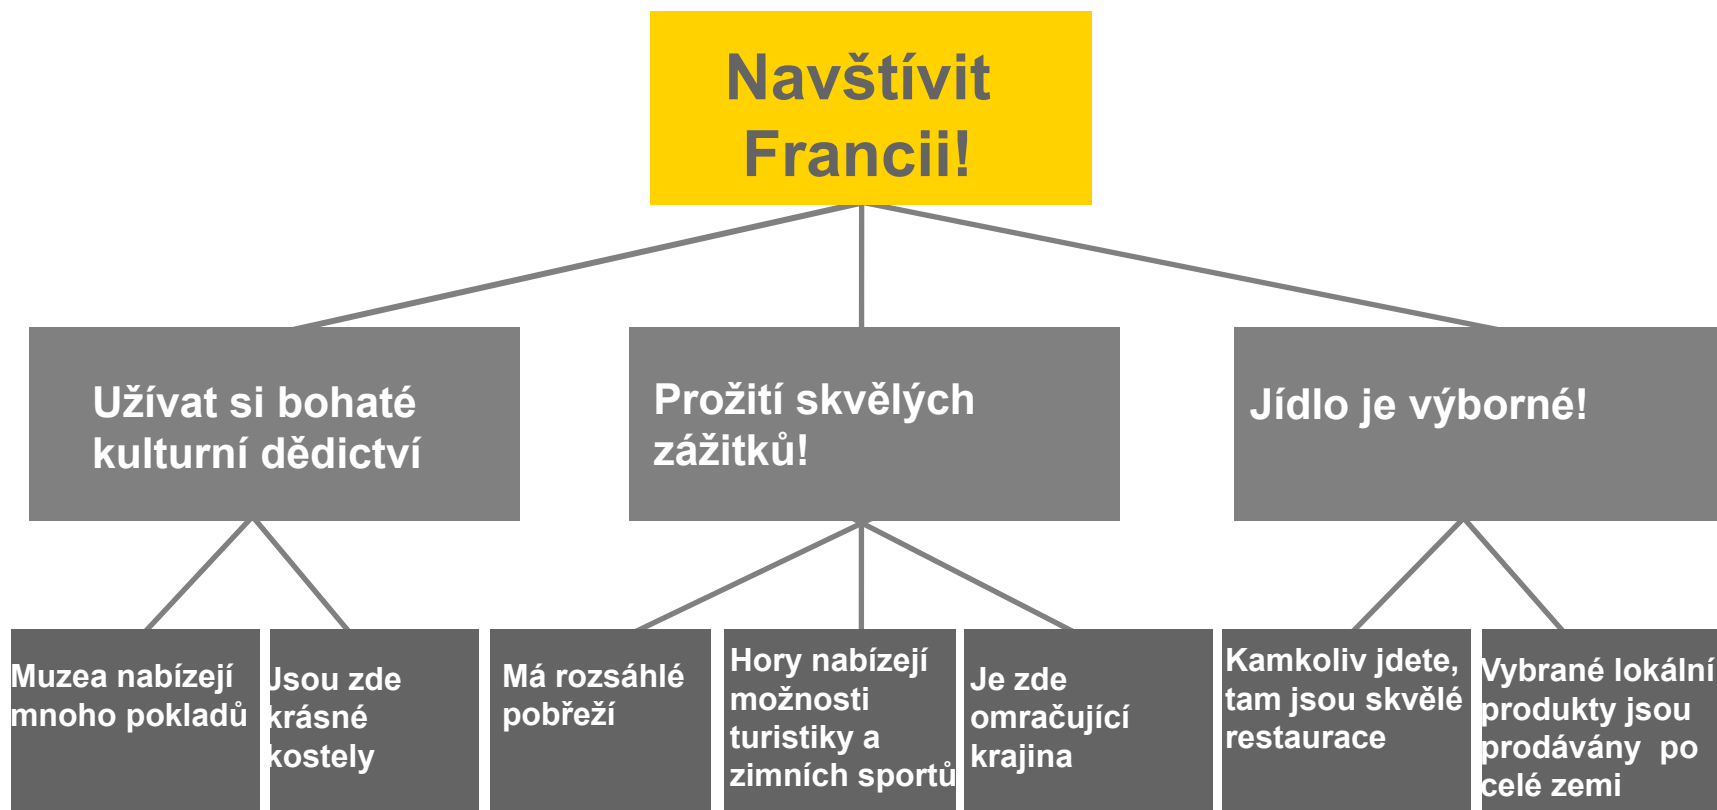 Navštívit
Francii!
Užívat si bohaté
kulturní dědictví
Prožití skvělých
zážitků!
Jídlo je výborné!
Muzea nabízejí
mnoho pokladů
Jsou zde
krásné
kostely
Má rozsáhlé
pobřeží
Hory nabízejí
možnosti
turistiky a
zimních sportů
Je zde
omračující
krajina
Kamkoliv jdete,
tam jsou skvělé
restaurace
Vybrané lokální
produkty jsou
prodávány po
celé zemi